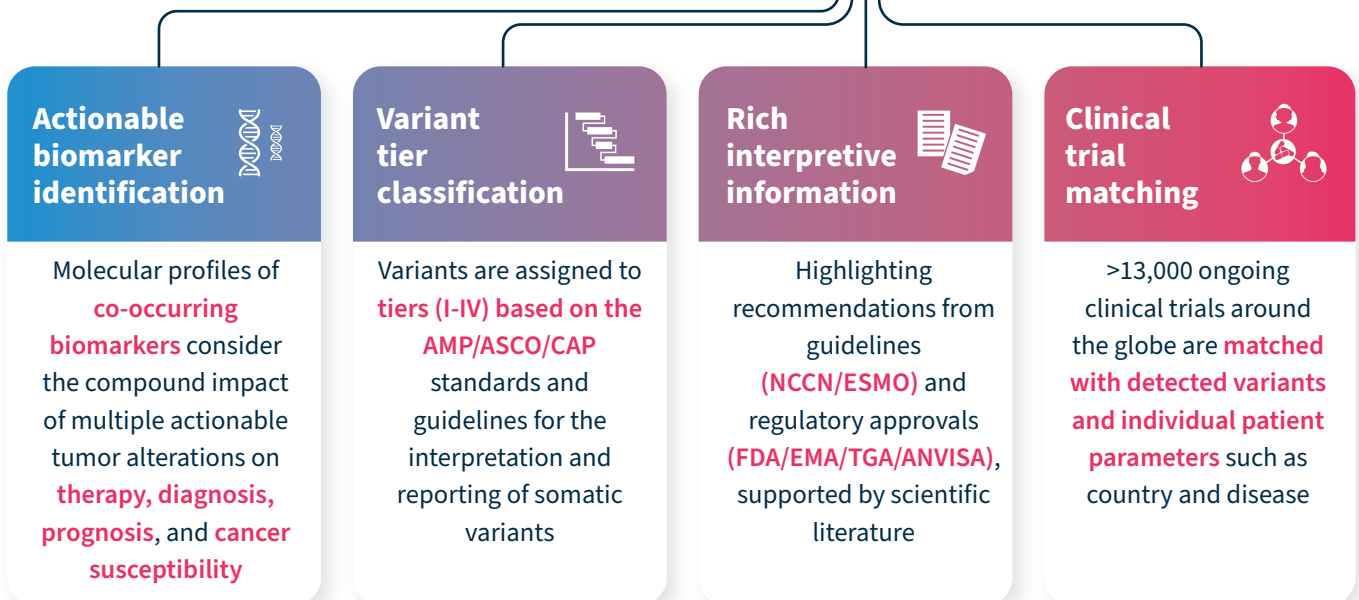 Actionable
biomarker
identification
Molecular profiles of
co-occurring
biomarkers consider
the compound impact
of multiple actionable
tumor alterations on
therapy, diagnosis,
prognosis, and cancer
susceptibility
Variant
tier
classification
Variants are assigned to
tiers (I-IV) based on the
AMP/ASCO/CAP
standards and
guidelines for the
interpretation and
reporting of somatic
variants
Rich
interpretive
information
Highlighting
recommendations from
guidelines
(NCCN/ESMO) and
regulatory approvals
(FDA/EMA/TGA/ANVISA),
supported by scientific
literature
Clinical
trial
matching
>13,000 ongoing
clinical trials around
the globe are matched
with detected variants
and individual patient
parameters such as
country and disease